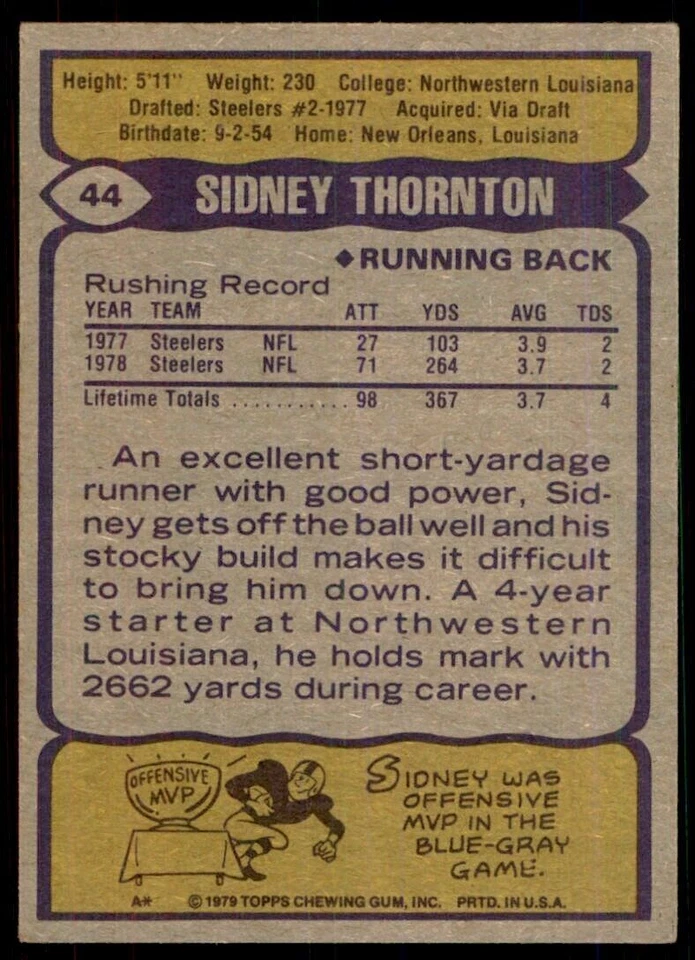 Height: 5'11" Weight: 230 College: Northwestern Louisiana
Drafted: Steelers #2-1977 Acquired: Via Draft
Birthdate: 9-2-54 Home: New Orleans, Louisiana
44 SIDNEY THORNTON
◆RUNNING BACK
Rushing Record
YEAR TEAM ATT YDS AVG TDS
1977 Steelers NFL 27 103 3.9 2
1978 Steelers NFL 71 264 3.7 2
Lifetime Totals ........... 98 367 3.7 4
An excellent short-yardage
runner with good power, Sid-
ney gets off the ball well and his
stocky build makes it difficult
to bring him down. A 4-year
starter at Northwestern
Louisiana, he holds mark with
2662 yards during career.
OFFENSIVE
MVP
SIDNEY WAS
OFFENSIVE
MVP IN THE
BLUE-GRAY
GAME.
A* © 1979 TOPPS CHEWING GUM, INC. PRTD. IN U.S.A.